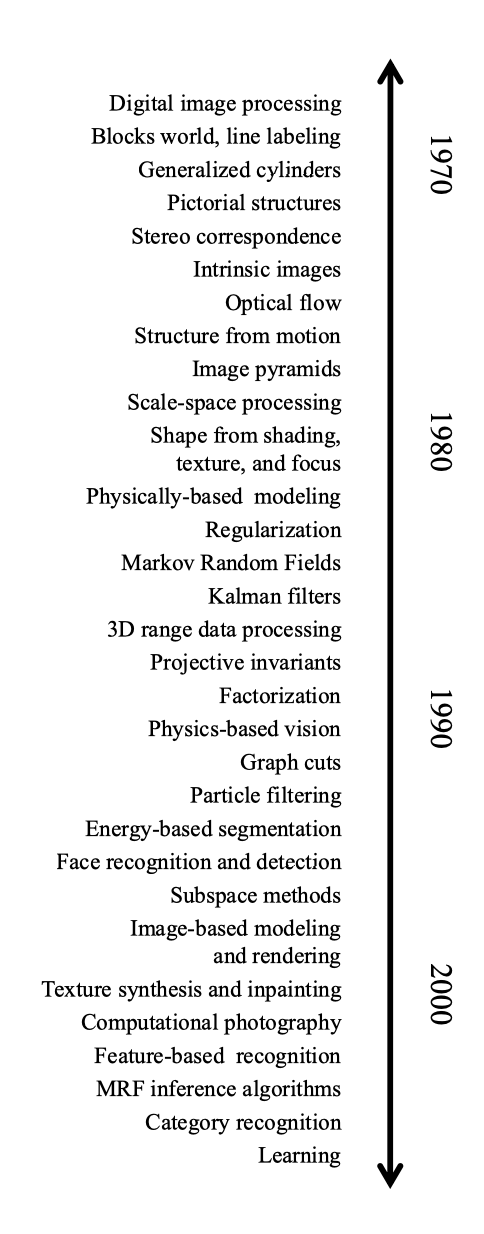 Digital image processing
Blocks world, line labeling
Generalized cylinders
Pictorial structures
Stereo correspondence
Intrinsic images
Optical flow
Structure from motion
Image pyramids
Scale-space processing
Shape from shading,
texture, and focus
Physically-based modeling
Regularization
Markov Random Fields
Kalman filters
3D range data processing
Projective invariants
Factorization
Physics-based vision
Graph cuts
Particle filtering
Energy-based segmentation
Face recognition and detection
Subspace methods
Image-based modeling
and rendering
Texture synthesis and inpainting
Computational photography
Feature-based recognition
MRF inference algorithms
Category recognition
Learning
1970
1980
1990
2000